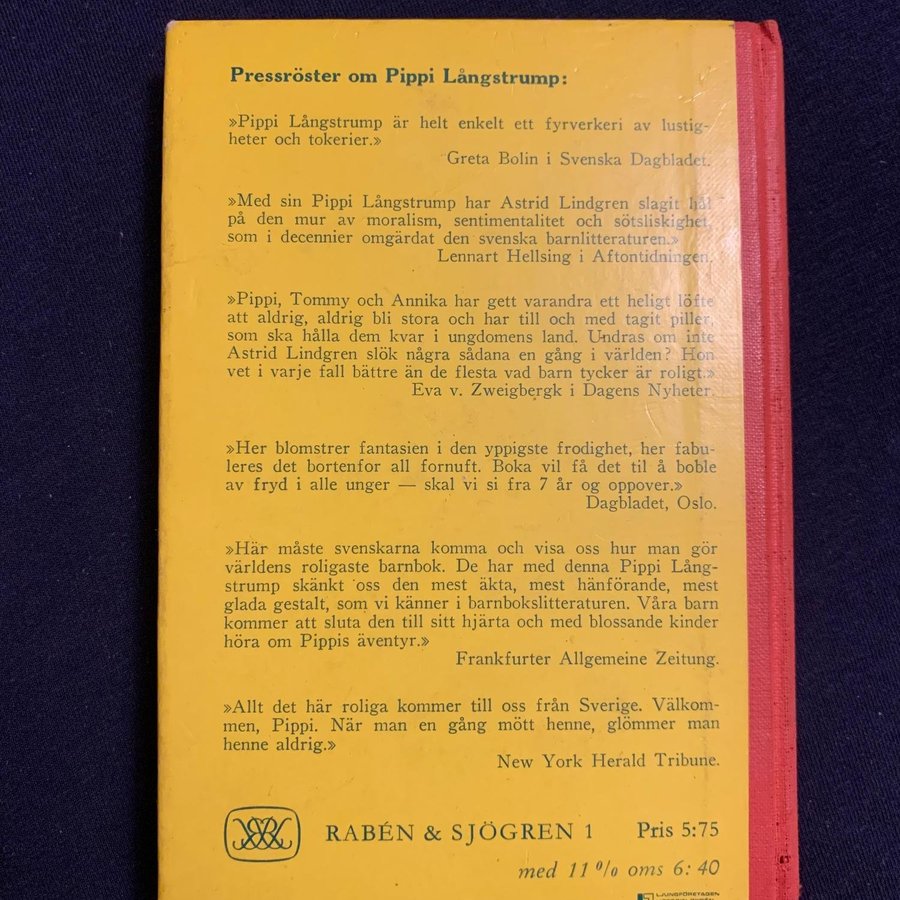 Pressröster om Pippi Långstrump:
»Pippi Långstrump är helt enkelt ett fyrverkeri av lustig-
heter och tokerier.»
Greta Bolin i Svenska Dagbladet.
»Med sin Pippi Långstrump har Astrid Lindgren slagit hål
på den mur av moralism, sentimentalitet och sötsliskighet,
som i decennier omgärdat den svenska barnlitteraturen.»
Lennart Hellsing i Aftontidningen.
»Pippi, Tommy och Annika har gett varandra ett heligt löfte
att aldrig, aldrig bli stora och har till och med tagit piller,
som ska hålla dem kvar i ungdomens land. Undras om inte
Astrid Lindgren slök några sådana en gång i världen? Hon
vet i varje fall bättre än de flesta vad barn tycker är roligt.»
Eva v. Zweigbergk i Dagens Nyheter.
»Her blomstrer fantasien i den yppigste frodighet, her fabu-
leres det bortenfor all fornuft. Boka vil få det til å boble
av fryd i alle unger — skal vi si fra 7 år og oppover.»
Dagbladet, Oslo.
»Här måste svenskarna komma och visa oss hur man gör
världens roligaste barnbok. De har med denna Pippi Lång-
strump skänkt oss den mest äkta, mest hänförande, mest
glada gestalt, som vi känner i barnbokslitteraturen. Våra barn
kommer att sluta den till sitt hjärta och med blossande kinder
höra om Pippis äventyr.»
Frankfurter Allgemeine Zeitung.
»Allt det här roliga kommer till oss från Sverige. Välkom-
men, Pippi. När man en gång mött henne, glömmer man
henne aldrig.»
New York Herald Tribune.
RABÉN & SJÖGREN 1 Pris 5:75
med 11 % oms 6:40
LJUNGFÖRETAGEN